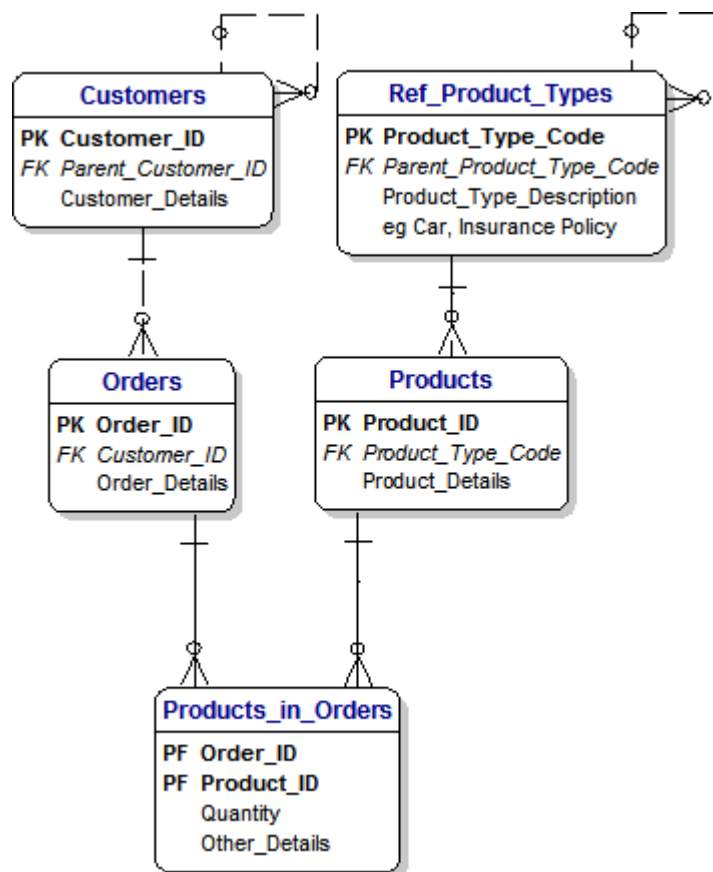 Customers
PK Customer_ID
FK Parent_Customer_ID
Customer_Details
Ref_Product_Types
PK Product_Type_Code
FK Parent_Product_Type_Code
Product_Type_Description
eg Car, Insurance Policy
Orders
PK Order_ID
FK Customer_ID
Order_Details
Products
PK Product_ID
FK Product_Type_Code
Product_Details
Products_in_Orders
PF Order_ID
PF Product_ID
Quantity
Other_Details